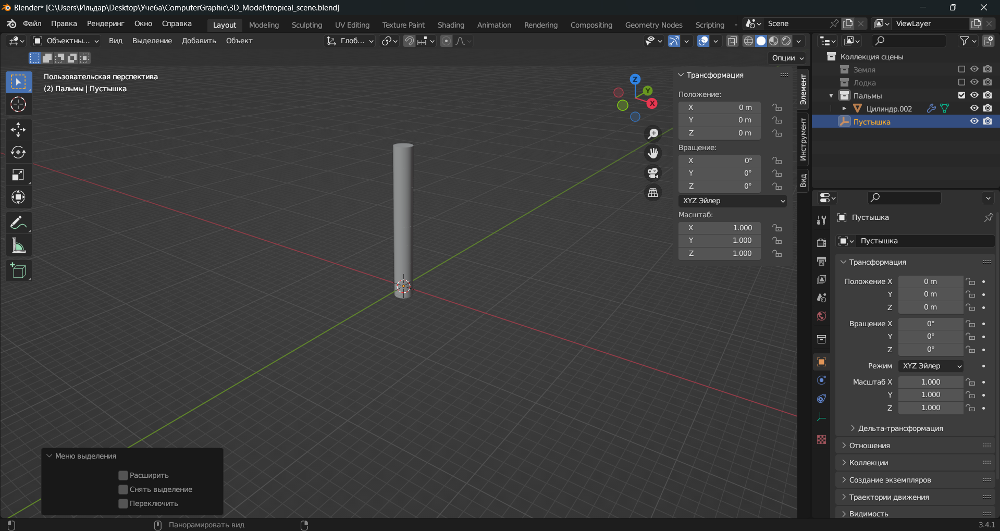 Blender* [C:\Users\Ильдар\Desktop\Учеба\ComputerGraphic\3D_Model\tropical_scene.blend]
Файл Правка Рендеринг Окно Справка Layout Modeling Sculpting UV Editing Texture Paint Shading Animation Rendering Compositing Geometry Nodes Scripting Scene ViewLayer
Объектны... Вид Выделение Добавить Объект Глоб...
Опции
Пользовательская перспектива
(2) Пальмы | Пустышка
Z
Y
X
Трансформация
Положение:
X 0 m
Y 0 m
Z 0 m
Вращение:
X 0°
Y 0°
Z 0°
XYZ Эйлер
Масштаб:
X 1.000
Y 1.000
Z 1.000
Элемент
Инструмент
Вид
Коллекция сцены
Земля
Лодка
Пальмы
Цилиндр.002
Пустышка
Пустышка
Пустышка
Трансформация
Положение X 0 m
Y 0 m
Z 0 m
Вращение X 0°
Y 0°
Z 0°
Режим XYZ Эйлер
Масштаб X 1.000
Y 1.000
Z 1.000
Дельта-трансформация
Отношения
Коллекции
Создание экземпляров
Траектории движения
Видимость
Меню выделения
Расширить
Снять выделение
Переключить
Панорамировать вид
3.4.1